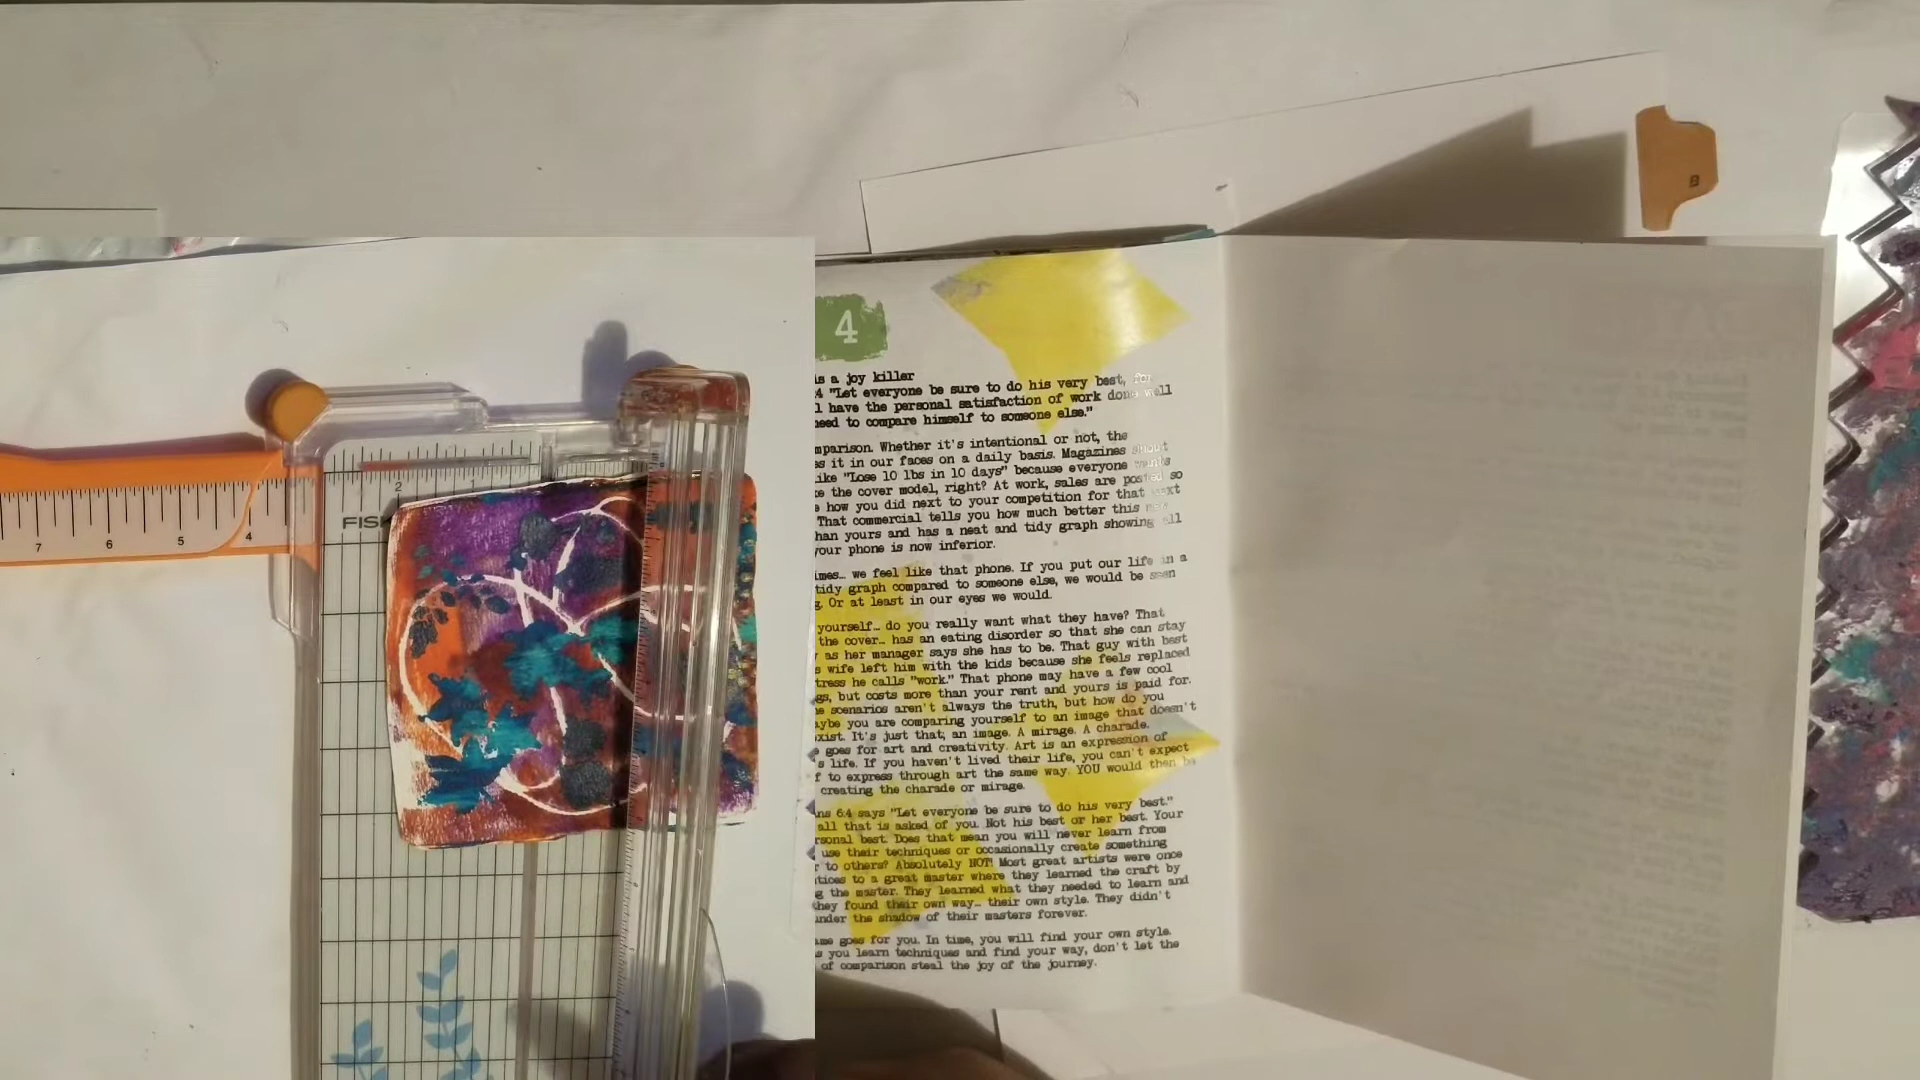 B
4
is a joy killer
:4 "Let everyone be sure to do his very best, for
l have the personal satisfaction of work done well
need to compare himself to someone else."
mparison. Whether it's intentional or not, the
es it in our faces on a daily basis. Magazines shout
like "Lose 10 lbs in 10 days" because everyone wants
the cover model, right? At work, sales are posted so
how you did next to your competition for that next
That commercial tells you how much better this new
han yours and has a neat and tidy graph showing all
your phone is now inferior.
imes… we feel like that phone. If you put our life in a
tidy graph compared to someone else, we would be seen
g. Or at least in our eyes we would.
yourself… do you really want what they have? That
the cover… has an eating disorder so that she can stay
as her manager says she has to be. That guy with best
s wife left him with the kids because she feels replaced
tress he calls "work." That phone may have a few cool
gs, but costs more than your rent and yours is paid for.
se scenarios aren't always the truth, but how do you
aybe you are comparing yourself to an image that doesn't
xist. It's just that; an image. A mirage. A charade.
e goes for art and creativity. Art is an expression of
's life. If you haven't lived their life, you can't expect
f to express through art the same way. YOU would then be
creating the charade or mirage.
ns 6:4 says "Let everyone be sure to do his very best."
all that is asked of you. Not his best or her best. Your
rsonal best. Does that mean you will never learn from
use their techniques or occasionally create something
r to others? Absolutely NOT! Most great artists were once
tices to a great master where they learned the craft by
g the master. They learned what they needed to learn and
hey found their own way… their own style. They didn't
under the shadow of their masters forever.
ame goes for you. In time, you will find your own style.
s you learn techniques and find your way, don't let the
of comparison steal the joy of the journey.
2 1
FISK
7 6 5 4